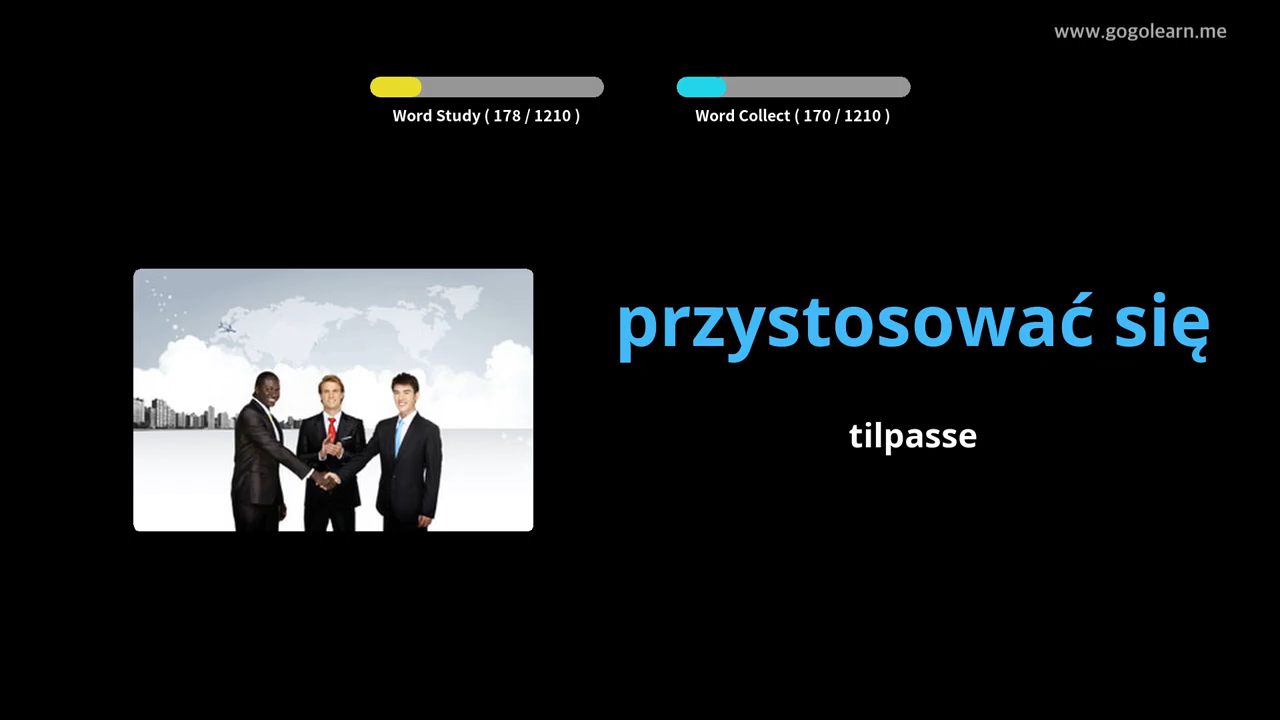 www.gogolearn.me
Word Study ( 178 / 1210 )
Word Collect ( 170 / 1210 )
przystosować się
tilpasse